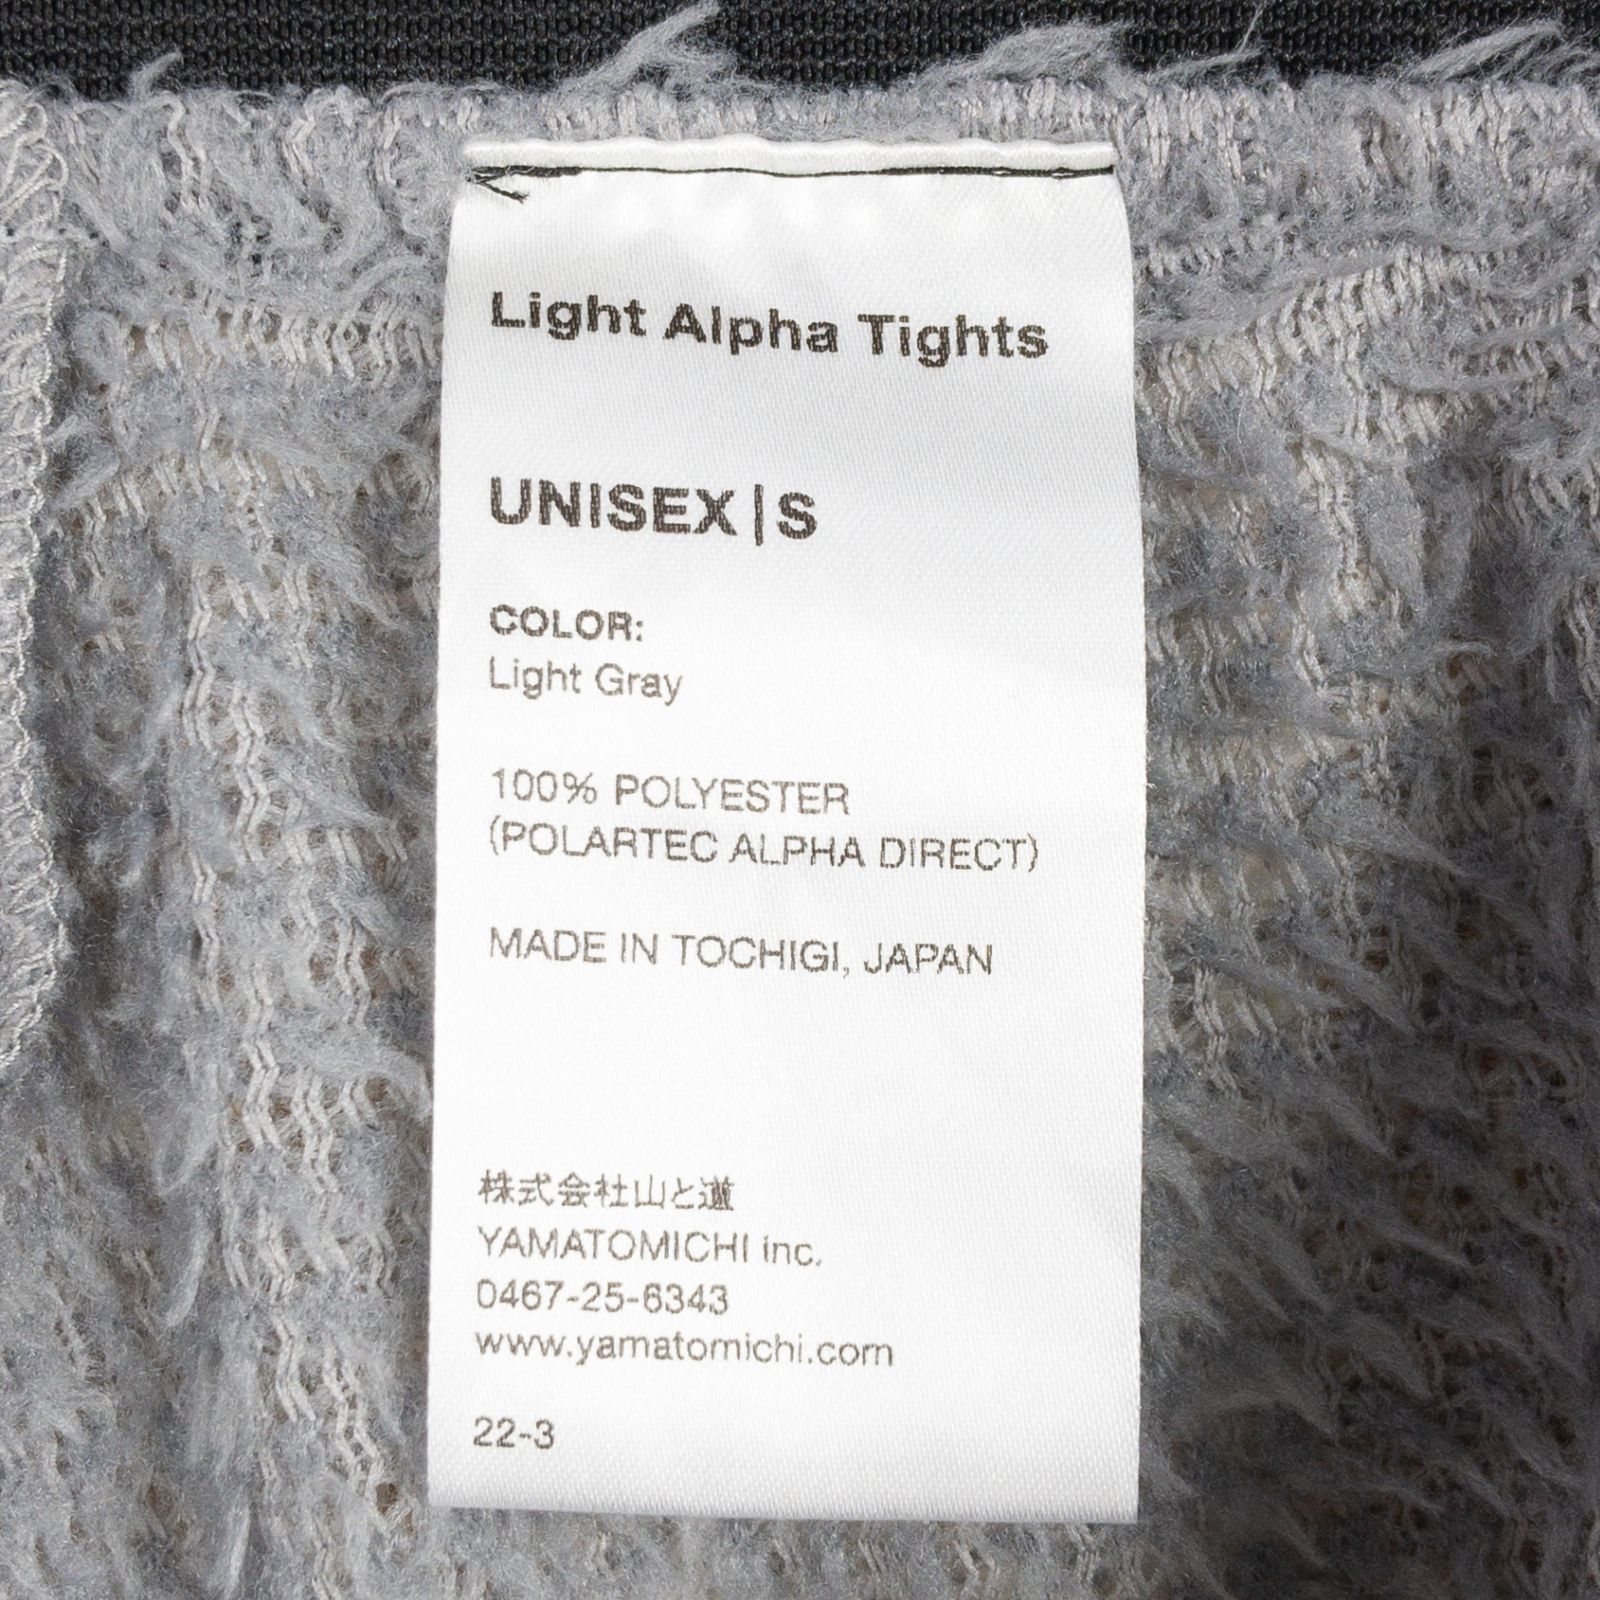 Light Alpha Tights
UNISEX|S
COLOR:
Light Gray
100% POLYESTER
(POLARTEC ALPHA DIRECT)
MADE IN TOCHIGI, JAPAN
株式会社山と道
YAMATOMICHI inc.
0467-25-6343
www.yamatomichi.com
22-3